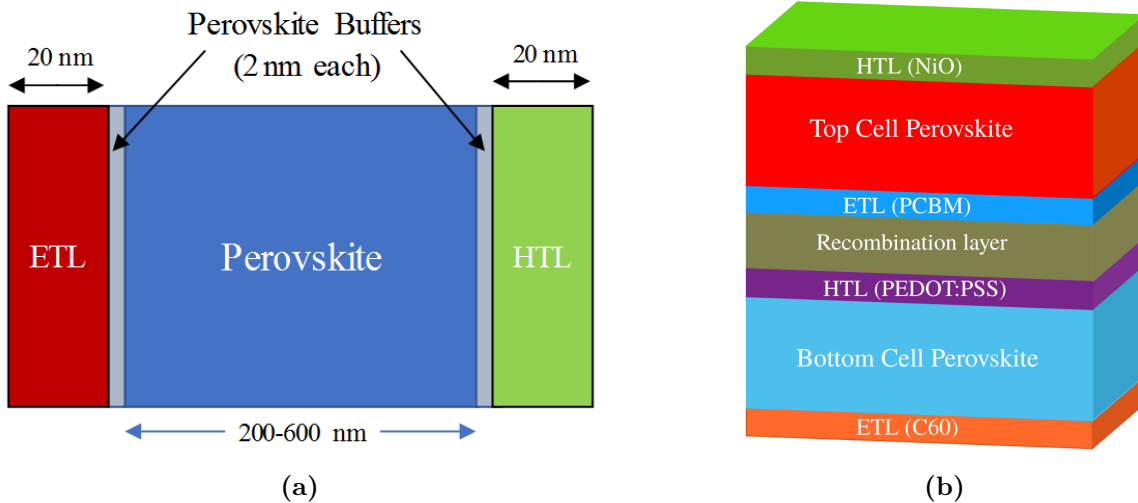 Perovskite Buffers
(2 nm each)
20 nm
20 nm
ETL
Perovskite
HTL
200-600 nm
(a)
HTL (NiO)
Top Cell Perovskite
ETL (PCBM)
Recombination layer
HTL (PEDOT:PSS)
Bottom Cell Perovskite
ETL (C60)
(b)